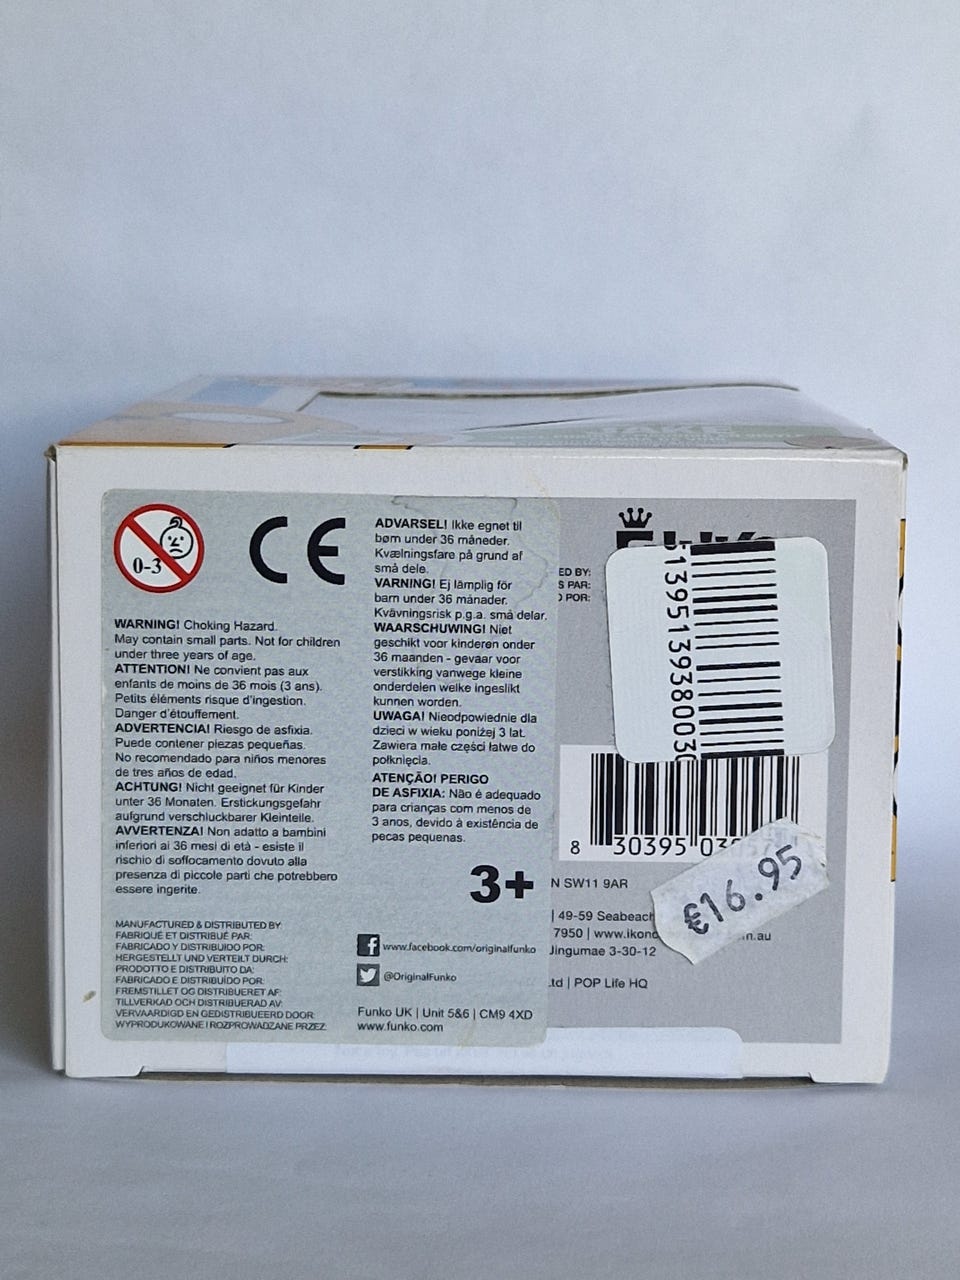 0-3
CE
WARNING! Choking Hazard.
May contain small parts. Not for children
under three years of age.
ATTENTION! Ne convient pas aux
enfants de moins de 36 mois (3 ans).
Petits éléments risque d'ingestion.
Danger d'étouffement.
ADVERTENCIA! Riesgo de asfixia.
Puede contener piezas pequeñas.
No recomendado para niños menores
de tres años de edad.
ACHTUNG! Nicht geeignet für Kinder
unter 36 Monaten. Erstickungsgefahr
aufgrund verschluckbarer Kleinteile.
AVVERTENZA! Non adatto a bambini
inferiori ai 36 mesi di età - esiste il
rischio di soffocamento dovuto alla
presenza di piccole parti che potrebbero
essere ingerite.
ADVARSEL! Ikke egnet til
børn under 36 måneder.
Kvælningsfare på grund af
små dele.
VARNING! Ej lämplig för
barn under 36 månader.
Kvävningsrisk p.g.a. små delar.
WAARSCHUWING! Niet
geschikt voor kinderen onder
36 maanden - gevaar voor
verstikking vanwege kleine
onderdelen welke ingeslikt
kunnen worden.
UWAGA! Nieodpowiednie dla
dzieci w wieku poniżej 3 lat.
Zawiera małe części łatwe do
połknięcia.
ATENÇÃO! PERIGO
DE ASFIXIA: Não é adequado
para crianças com menos de
3 anos, devido à existência de
peças pequenas.
3+
MANUFACTURED & DISTRIBUTED BY:
FABRIQUÉ ET DISTRIBUÉ PAR:
FABRICADO Y DISTRIBUIDO POR:
HERGESTELLT UND VERTEILT DURCH:
PRODOTTO E DISTRIBUITO DA:
FABRICADO E DISTRIBUÍDO POR:
FREMSTILLET OG DISTRIBUERET AF:
TILLVERKAD OCH DISTRIBUERAD AV:
VERVAARDIGD EN GEDISTRIBUEERD DOOR:
WYPRODUKOWANE I ROZPROWADZANE PRZEZ:
www.facebook.com/originalfunko
@OriginalFunko
Funko UK | Unit 5&6 | CM9 4XD
www.funko.com
ED BY:
S PAR:
O POR:
5139513938003
8 30395 03
€16.95
N SW11 9AR
| 49-59 Seabeach
7950 | www.ikon
.au
Jingumae 3-30-12
Ltd | POP Life HQ